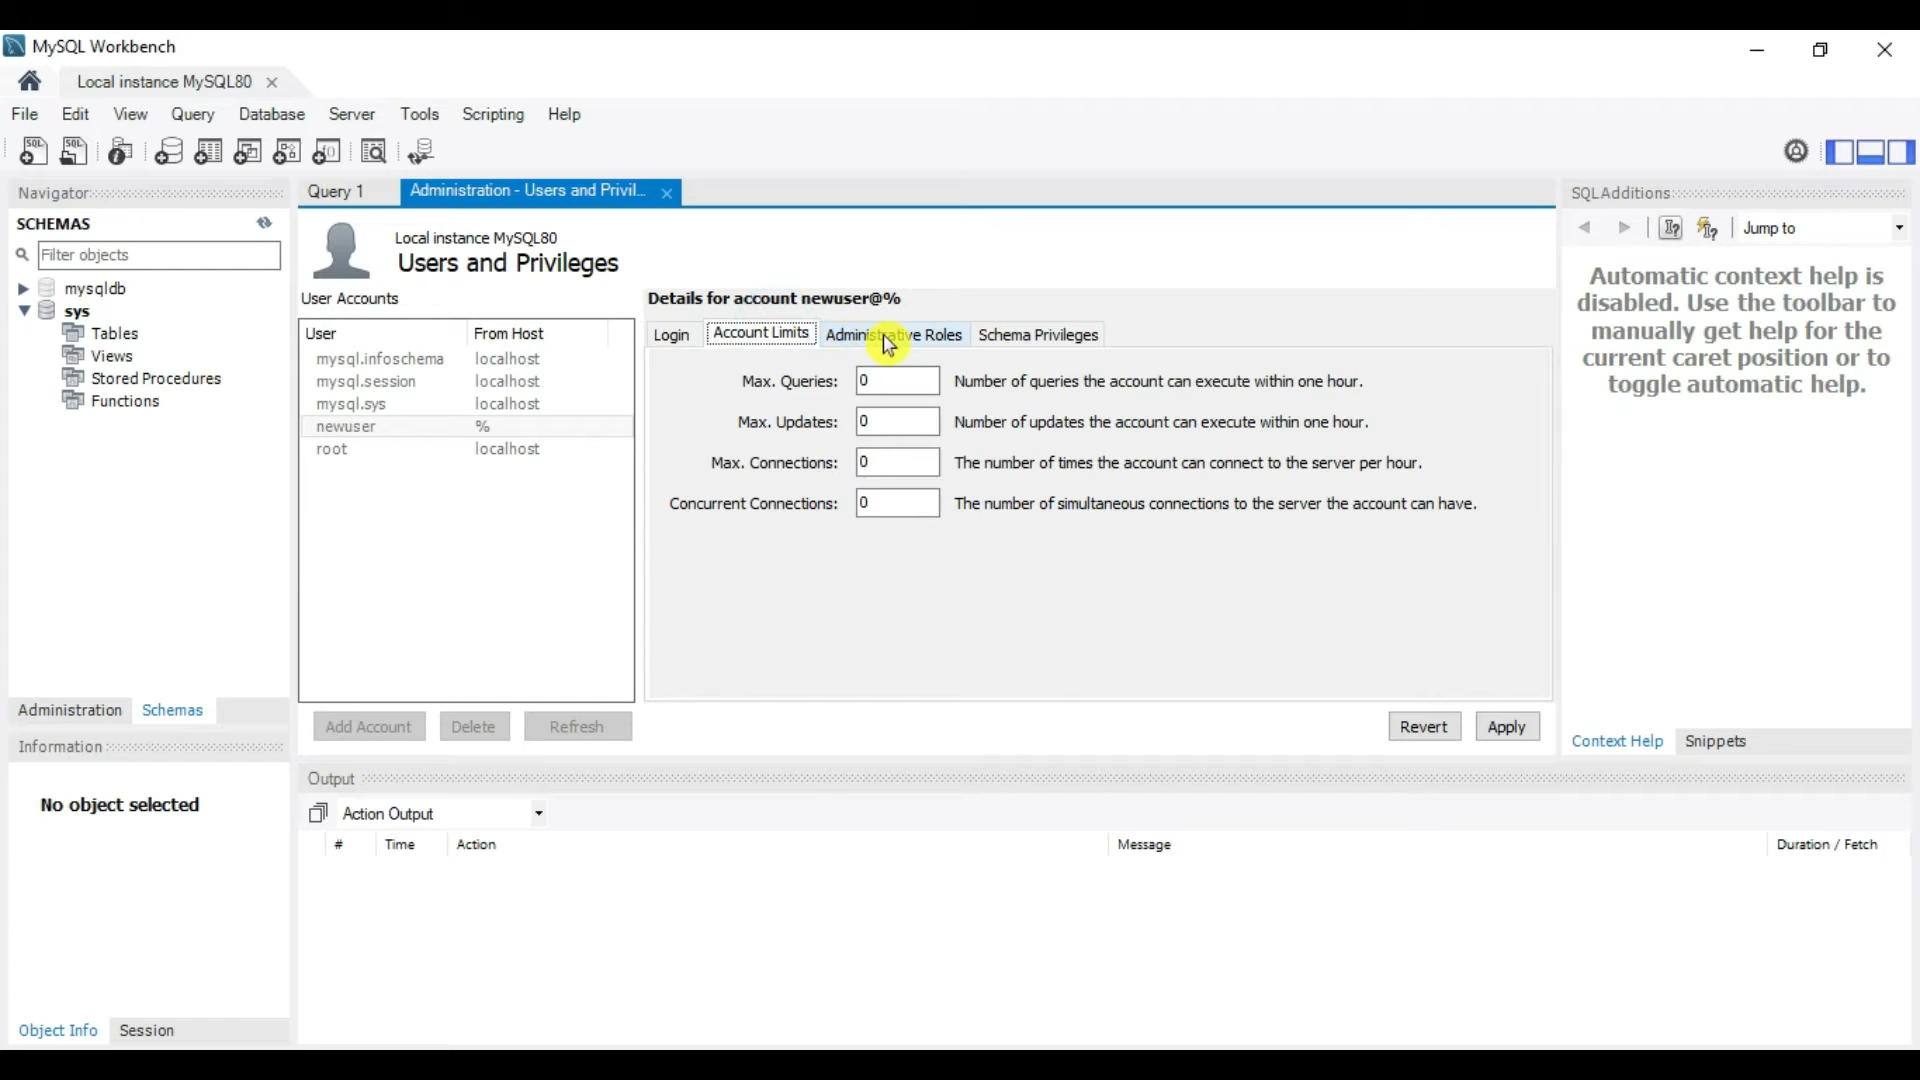 MySQL Workbench
Local instance MySQL80
File Edit View Query Database Server Tools Scripting Help
Navigator
SCHEMAS
Filter objects
mysqldb
sys
Tables
Views
Stored Procedures
Functions
Administration Schemas
Information
No object selected
Object Info Session
Query 1 Administration - Users and Privil...
Local instance MySQL80
Users and Privileges
User Accounts
User From Host
mysql.infoschema localhost
mysql.session localhost
mysql.sys localhost
newuser %
root localhost
Add Account Delete Refresh
Details for account newuser@%
Login Account Limits Administrative Roles Schema Privileges
Max. Queries: 0 Number of queries the account can execute within one hour.
Max. Updates: 0 Number of updates the account can execute within one hour.
Max. Connections: 0 The number of times the account can connect to the server per hour.
Concurrent Connections: 0 The number of simultaneous connections to the server the account can have.
Revert Apply
SQLAdditions
Jump to
Automatic context help is
disabled. Use the toolbar to
manually get help for the
current caret position or to
toggle automatic help.
Context Help Snippets
Output
Action Output
# Time Action Message Duration / Fetch